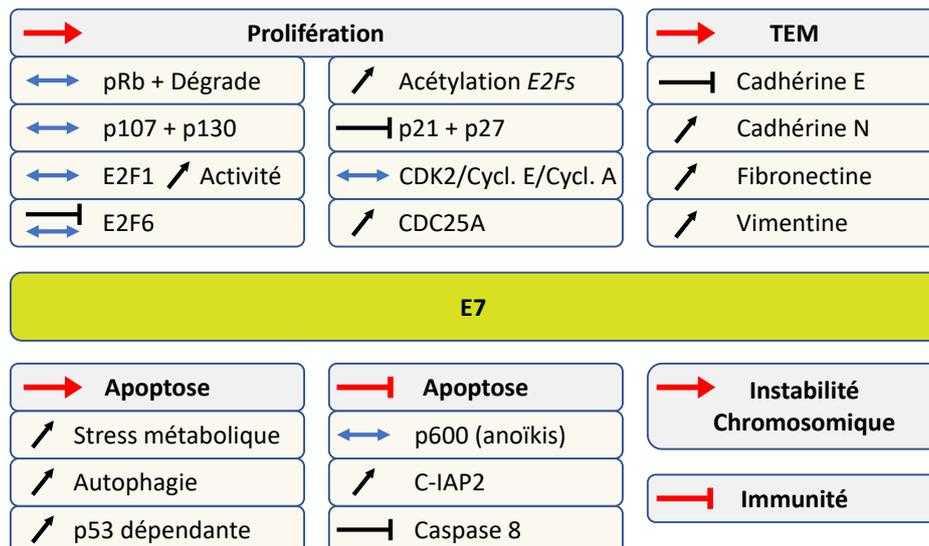 Prolifération
pRb + Dégrade
p107 + p130
E2F1 Activité
E2F6
Acétylation E2Fs
p21 + p27
CDK2/Cycl. E/Cycl. A
CDC25A
TEM
Cadhérine E
Cadhérine N
Fibronectine
Vimentine
E7
Apoptose
Stress métabolique
Autophagie
p53 dépendante
Apoptose
p600 (anoïkis)
C-IAP2
Caspase 8
Instabilité
Chromosomique
Immunité